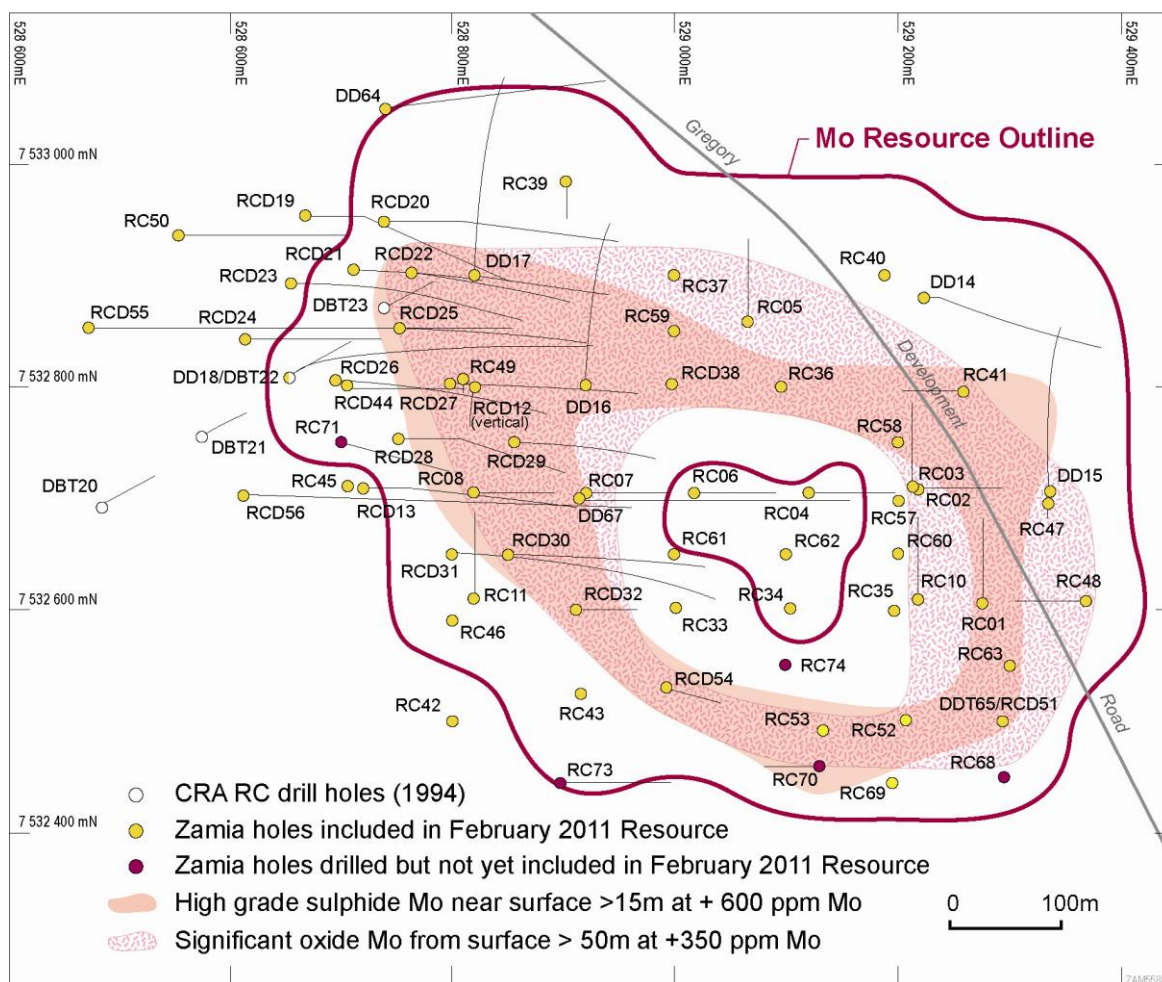 528 600mE
528 600mE
528 800mE
529 000mE
529 200mE
529 400mE
DD64
Gregory
Mo Resource Outline
7 533 000 mN
RC39
RCD19
RCD20
RC50
RCD21
RCD22
RC40
RCD23
DD17
RC37
DD14
DBT23
RC05
RCD55
RCD25
RC59
RCD24
Development
RCD26
RC49
RCD38
RC36
RC41
DD18/DBT22
7 532 800 mN
RCD44
RCD27
RCD12
(vertical)
DD16
RC58
RC71
DBT21
RCD28
RCD29
DBT20
RC45
RC08
RC07
RC06
RC03
DD15
RC02
RCD56
RCD13
DD67
RC04
RC57
RC47
RCD30
RC61
RC62
RC60
RCD31
RC48
RC11
RCD32
RC34
RC35
RC10
7 532 600 mN
RC46
RC33
RC01
RC63
RC74
RCD54
RC42
RC43
RC53
RC52
DDT65/RCD51
Road
RC73
RC70
RC68
RC69
CRA RC drill holes (1994)
7 532 400 mN
Zamia holes included in February 2011 Resource
Zamia holes drilled but not yet included in February 2011 Resource
High grade sulphide Mo near surface >15m at + 600 ppm Mo
0 100m
Significant oxide Mo from surface > 50m at +350 ppm Mo